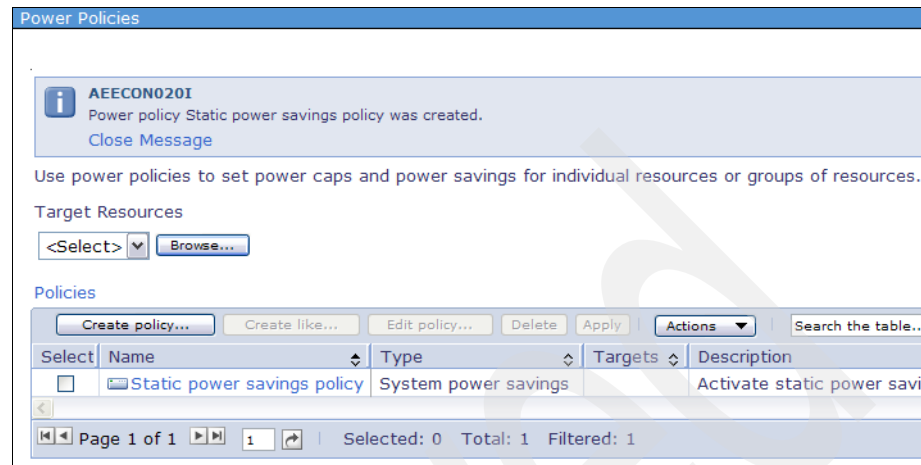 Power Policies
AEECON020I
Power policy Static power savings policy was created.
Close Message
Use power policies to set power caps and power savings for individual resources or groups of resources.
Target Resources
<Select> Browse...
Policies
Create policy... Create like... Edit policy... Delete Apply Actions Search the table..
Select Name Type Targets Description
Static power savings policy System power savings Activate static power savi
Page 1 of 1 1 Selected: 0 Total: 1 Filtered: 1